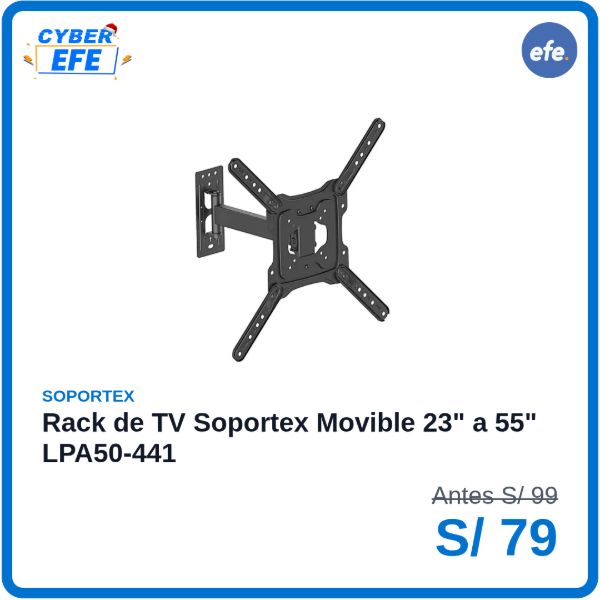 CYBER
EFE
efe.
SOPORTEX
Rack de TV Soportex Movible 23" a 55"
LPA50-441
Antes S/ 99
S/ 79